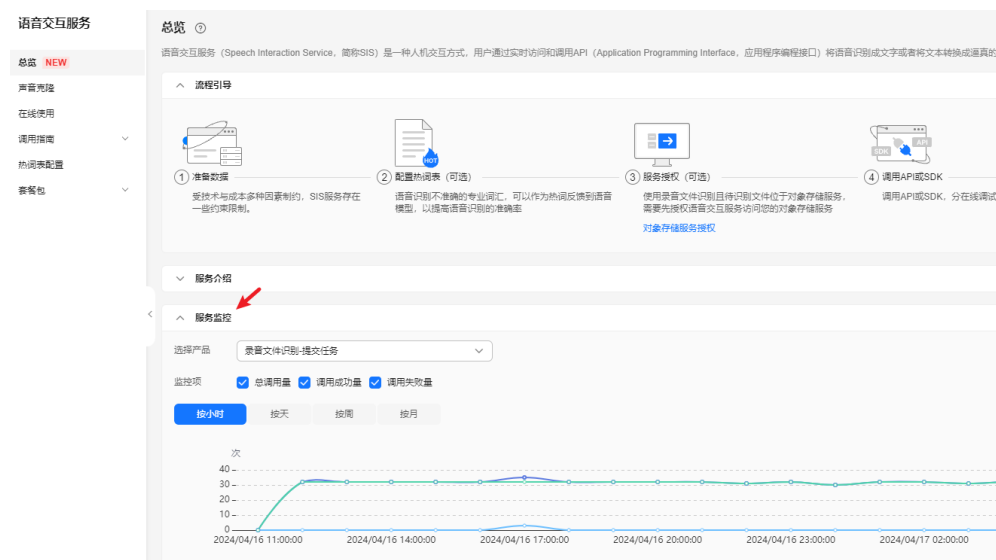 语音交互服务
总览 NEW
声音克隆
在线使用
调用指南
热词表配置
套餐包
总览
语音交互服务（Speech Interaction Service，简称SIS）是一种人机交互方式，用户通过实时访问和调用API（Application Programming Interface，应用程序编程接口）将语音识别成文字或者将文本转换成逼真的
流程引导
HOT
SDK
API
1 准备数据
受技术与成本多种因素制约，SIS服务存在
一些约束限制。
2 配置热词表（可选）
语音识别不准确的专业词汇，可以作为热词反馈到语音
模型，以提高语音识别的准确率
3 服务授权（可选）
使用录音文件识别且待识别文件位于对象存储服务，
需要先授权语音交互服务访问您的对象存储服务
对象存储服务授权
4 调用API或SDK
调用API或SDK，分在线调试
服务介绍
服务监控
选择产品 录音文件识别-提交任务
监控项 总调用量 调用成功量 调用失败量
按小时 按天 按周 按月
次
40
30
20
10
0
2024/04/16 11:00:00 2024/04/16 14:00:00 2024/04/16 17:00:00 2024/04/16 20:00:00 2024/04/16 23:00:00 2024/04/17 02:00:00